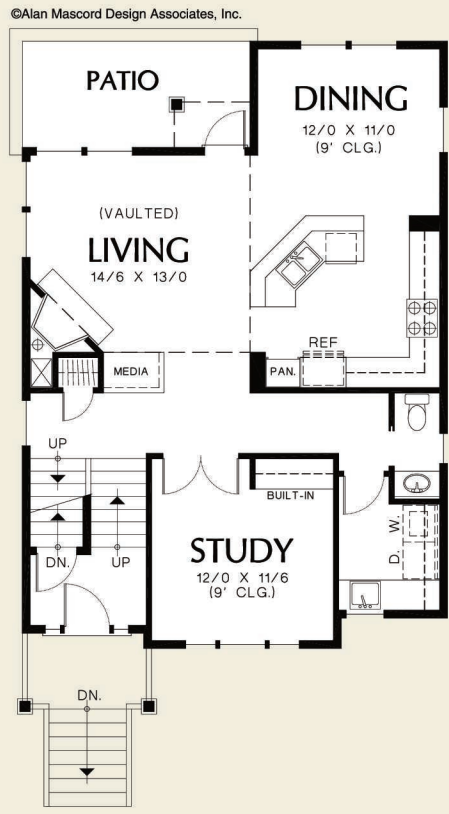 ©Alan Mascord Design Associates, Inc.
PATIO
DINING
12/0 X 11/0
(9' CLG.)
(VAULTED)
LIVING
14/6 X 13/0
REF
MEDIA
PAN.
UP
BUILT-IN
STUDY
12/0 X 11/6
(9' CLG.)
W.
D.
DN.
UP
DN.